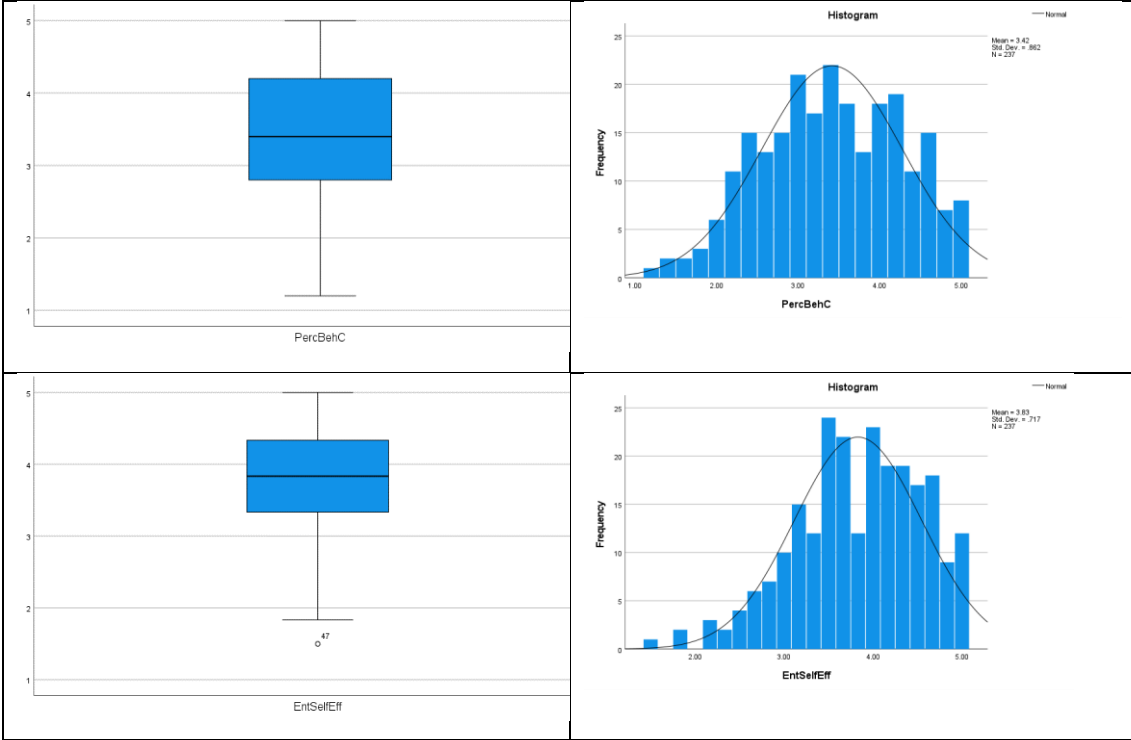 5
4
3
2
1
PercBehC
Histogram
Normal
Mean = 3.42
Std. Dev. = .862
N = 237
Frequency
25
20
15
10
5
0
1.00 2.00 3.00 4.00 5.00
PercBehC
5
4
3
2
47
1
EntSelfEff
Histogram
Normal
Mean = 3.83
Std. Dev. = .717
N = 237
Frequency
25
20
15
10
5
0
2.00 3.00 4.00 5.00
EntSelfEff